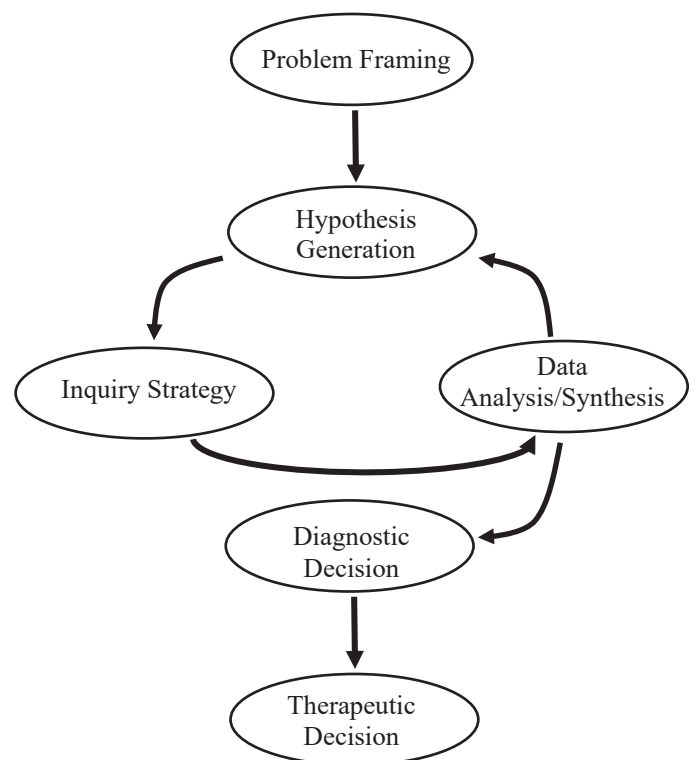 Problem Framing
Hypothesis
Generation
Inquiry Strategy
Data
Analysis/Synthesis
Diagnostic
Decision
Therapeutic
Decision